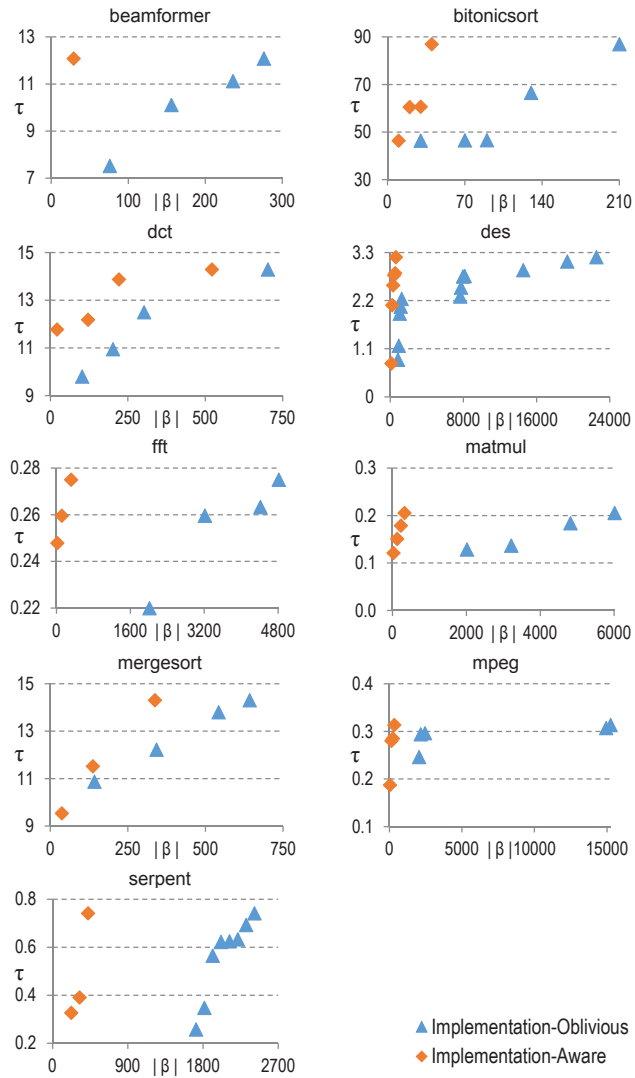 beamformer
13
11
τ
9
7
0 100 |β| 200 300
bitonicsort
90
70
τ
50
30
0 70 |β| 140 210
dct
15
13
τ
11
9
0 250 |β| 500 750
des
3.3
2.2
τ
1.1
0
0 8000 |β| 16000 24000
fft
0.28
0.26
τ
0.24
0.22
0 1600 |β| 3200 4800
matmul
0.3
0.2
τ
0.1
0.0
0 2000 |β| 4000 6000
mergesort
15
13
τ
11
9
0 250 |β| 500 750
mpeg
0.4
0.3
τ
0.2
0.1
0 5000 |β| 10000 15000
serpent
0.8
0.6
τ
0.4
0.2
0 900 |β| 1800 2700
Implementation-Oblivious
Implementation-Aware